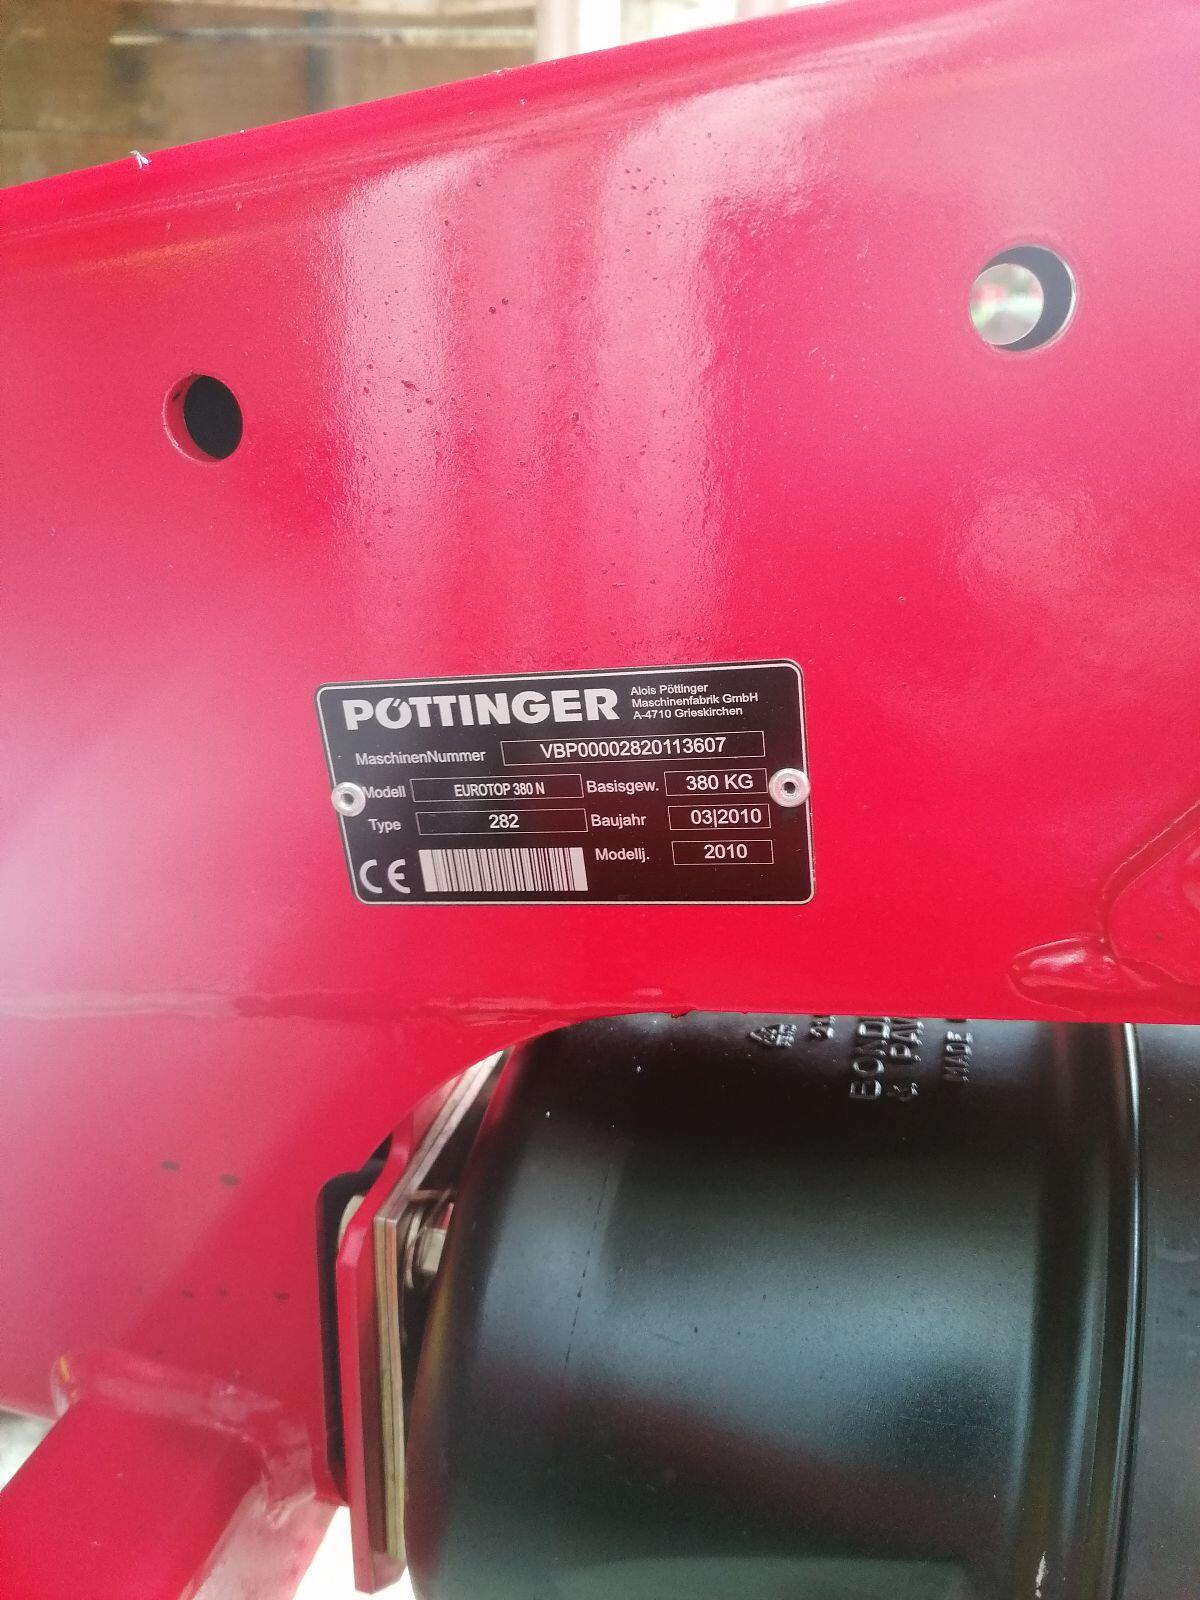 PÖTTINGER
Alois Pöttinger
Maschinenfabrik GmbH
A-4710 Grieskirchen
MaschinenNummer VBP00002820113607
Modell EUROTOP 380 N Basisgew. 380 KG
Type 282 Baujahr 03|2010
CE Modellj. 2010
MADE